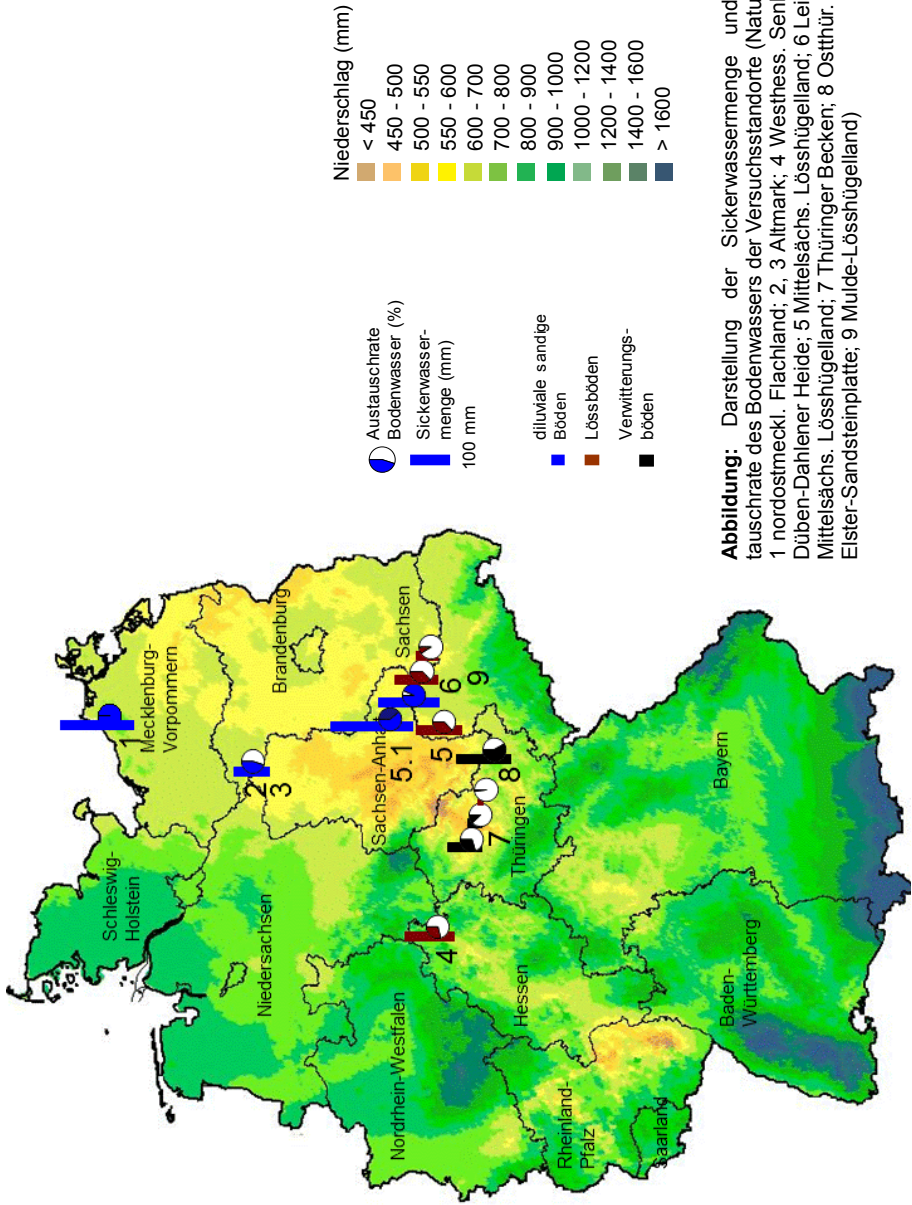 Schleswig-
Holstein
Mecklenburg-
Vorpommern
1
Niedersachsen
2
3
Brandenburg
Sachsen-Anha
5.1
5
6
9
Sachsen
Nordrhein-Westfalen
4
Hessen
7
8
Thüringen
Rheinland-
Pfalz
Saarland
Baden-
Württemberg
Bayern
Austauschrate
Bodenwasser (%)
Sickerwasser-
menge (mm)
100 mm
diluviale sandige
Böden
Lössböden
Verwitterungs-
böden
Niederschlag (mm)
< 450
450 - 500
500 - 550
550 - 600
600 - 700
700 - 800
800 - 900
900 - 1000
1000 - 1200
1200 - 1400
1400 - 1600
> 1600
Abbildung: Darstellung der Sickerwassermenge und
tauschrate des Bodenwassers der Versuchsstandorte (Natu
1 nordostmeckl. Flachland; 2, 3 Altmark; 4 Westhess. Senl
Düben-Dahlener Heide; 5 Mittelsächs. Lösshügelland; 6 Lei
Mittelsächs. Lösshügelland; 7 Thüringer Becken; 8 Ostthür.
Elster-Sandsteinplatte; 9 Mulde-Lösshügelland)